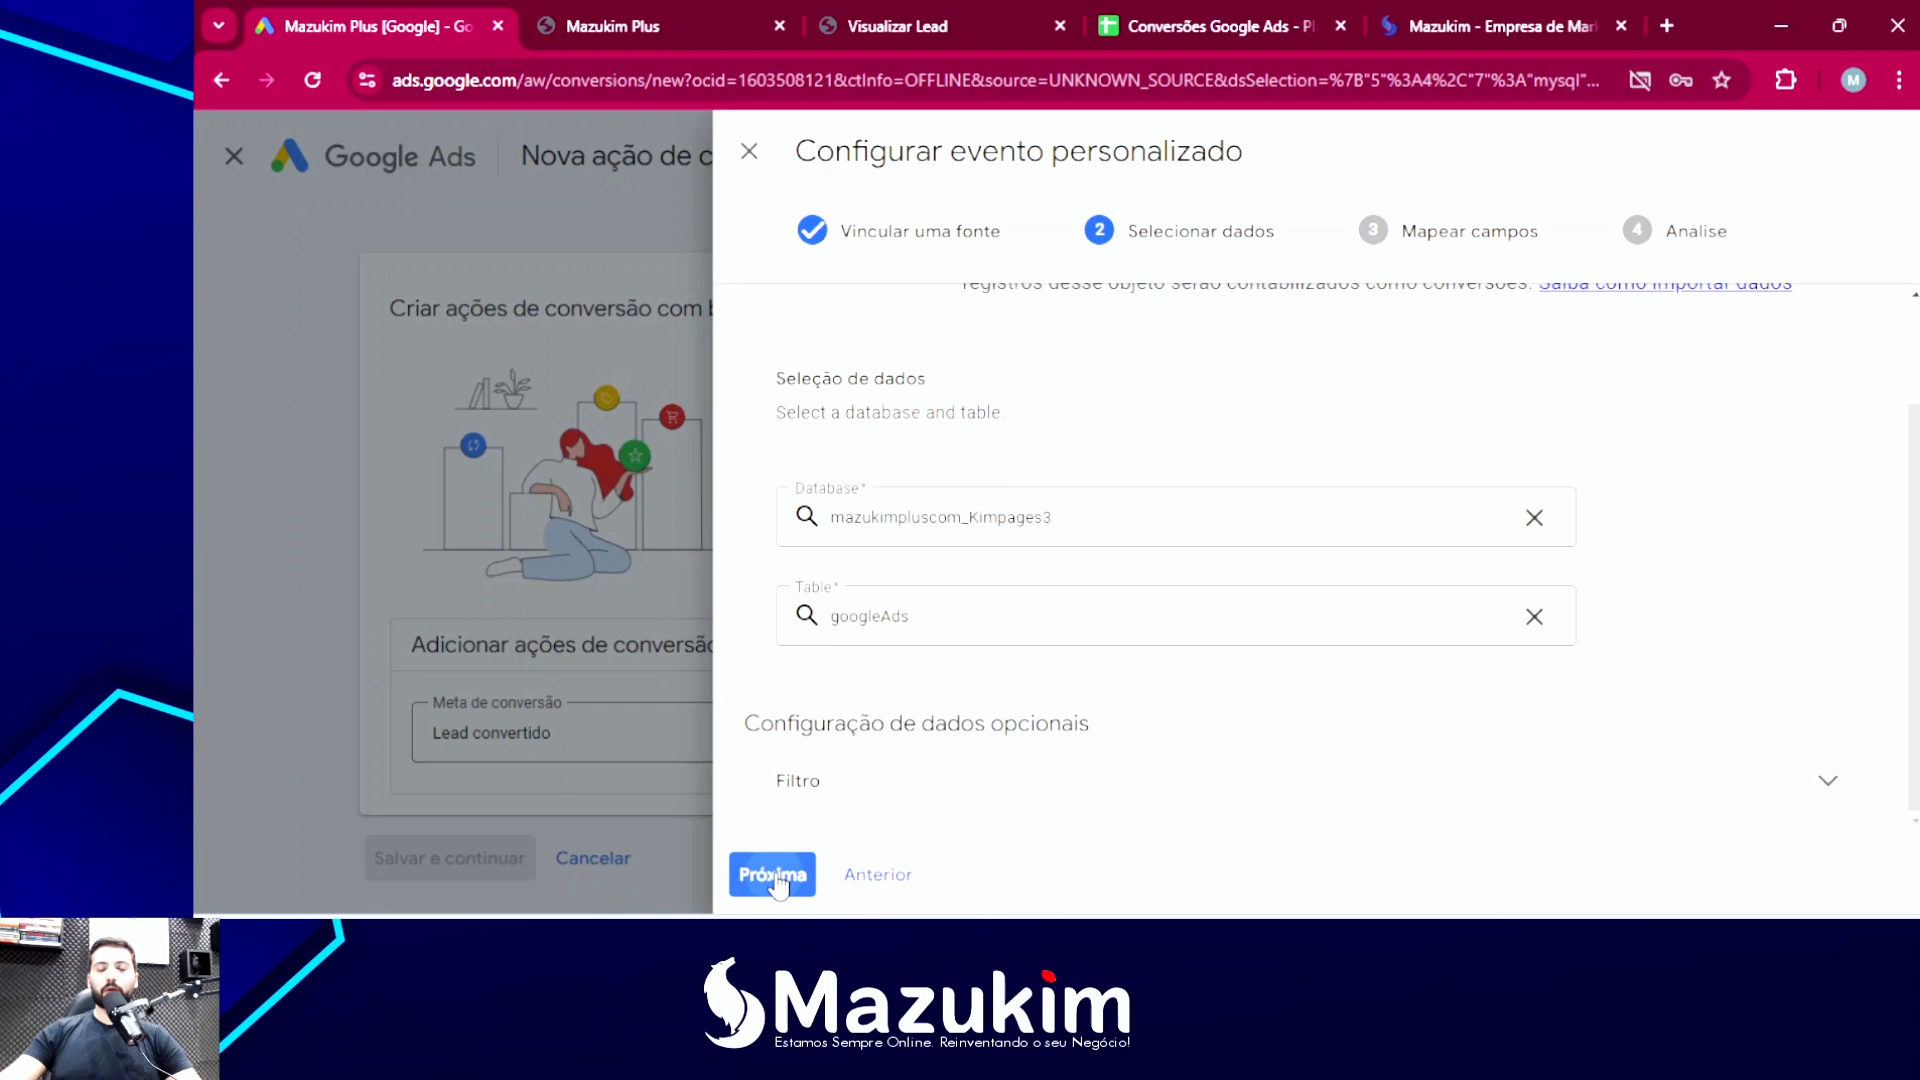 Mazukim Plus [Google] - Go
Mazukim Plus
Visualizar Lead
Conversões Google Ads - Pl
Mazukim - Empresa de Mar
ads.google.com/aw/conversions/new?ocid=1603508121&ctInfo=OFFLINE&source=UNKNOWN_SOURCE&dsSelection=%7B"5"%3A4%2C"7"%3A"mysql"...
M
Google Ads
Nova ação de c
Configurar evento personalizado
Vincular uma fonte
2 Selecionar dados
3 Mapear campos
4 Analise
registros desse objeto serão contabilizados como conversões. Saiba como importar dados
Criar ações de conversão com b
Seleção de dados
Select a database and table.
Database*
mazukimpluscom_Kimpages3
Table*
googleAds
Adicionar ações de conversão
Meta de conversão
Lead convertido
Configuração de dados opcionais
Filtro
Salvar e continuar
Cancelar
Próxima
Anterior
Mazukim
Estamos Sempre Online. Reinventando o seu Negócio!